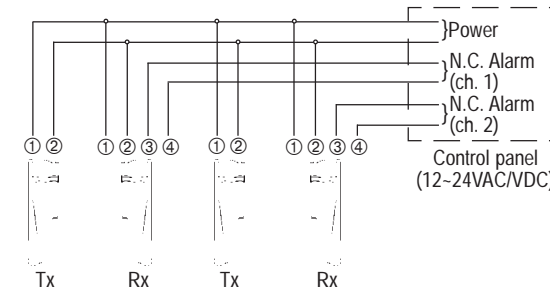 Power
N.C. Alarm
(ch. 1)
N.C. Alarm
(ch. 2)
① ② ① ② ③ ④ ① ② ① ② ③ ④
Control panel
(12~24VAC/VDC)
Tx Rx Tx Rx